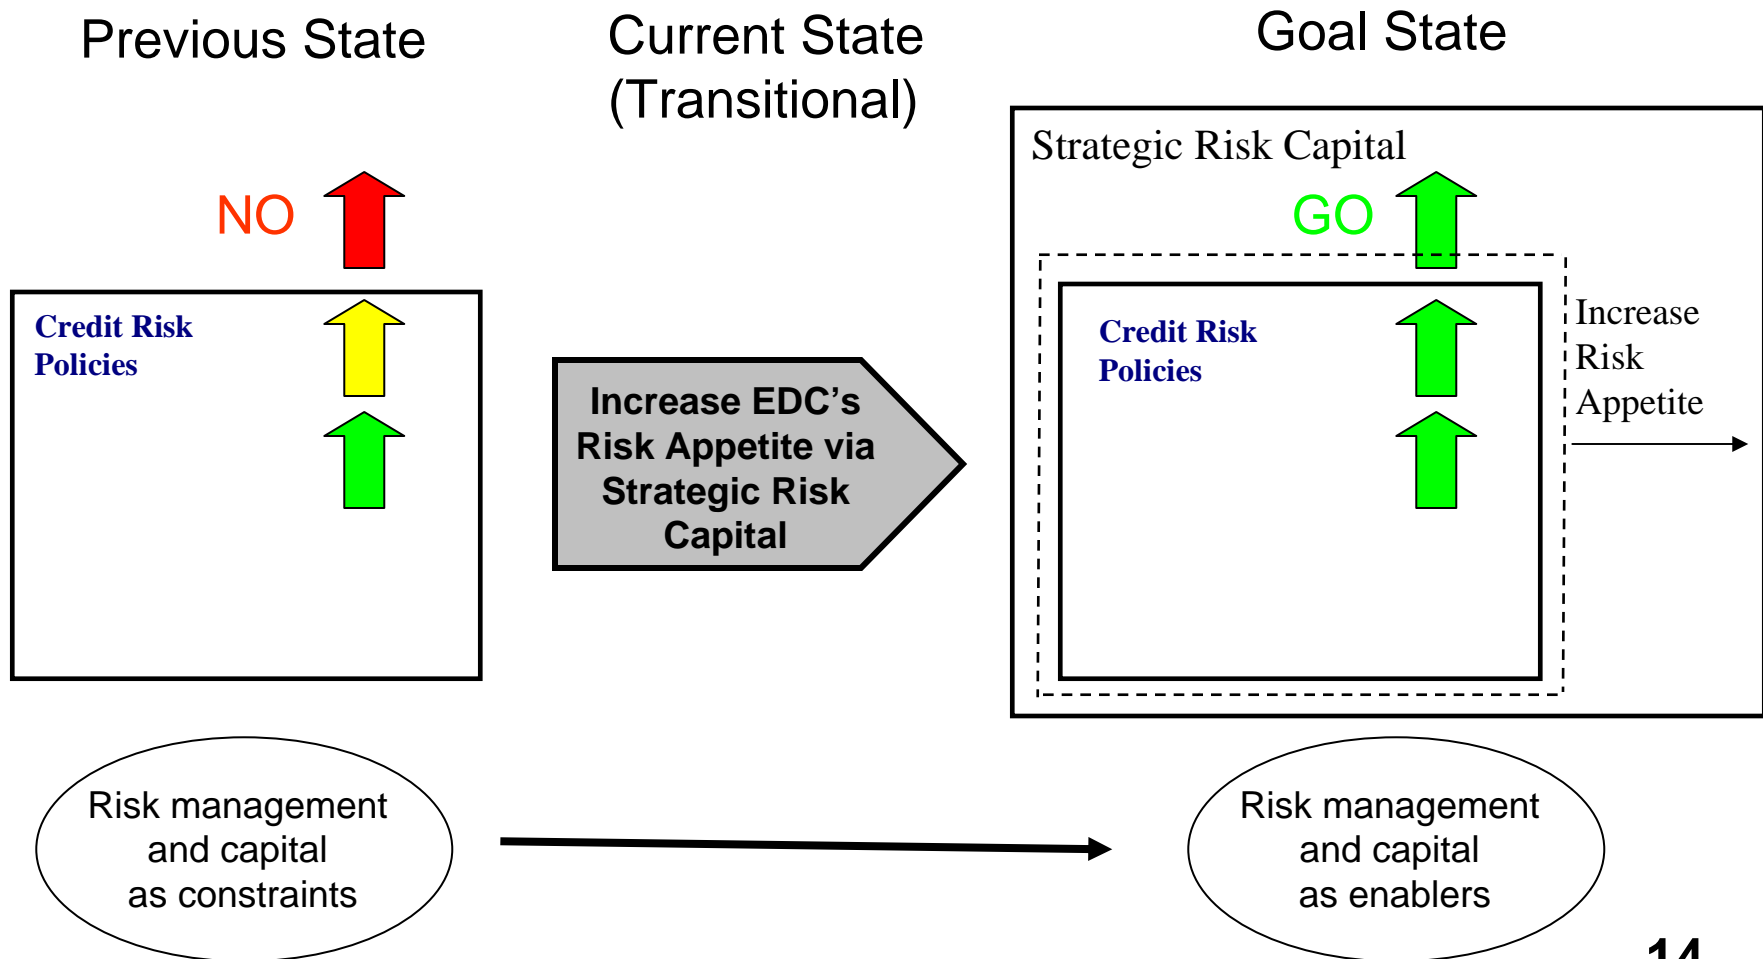 Previous State
Current State
(Transitional)
Goal State
NO
Credit Risk
Policies
Increase EDC’s
Risk Appetite via
Strategic Risk
Capital
Strategic Risk Capital
GO
Credit Risk
Policies
Increase
Risk
Appetite
Risk management
and capital
as constraints
Risk management
and capital
as enablers
14